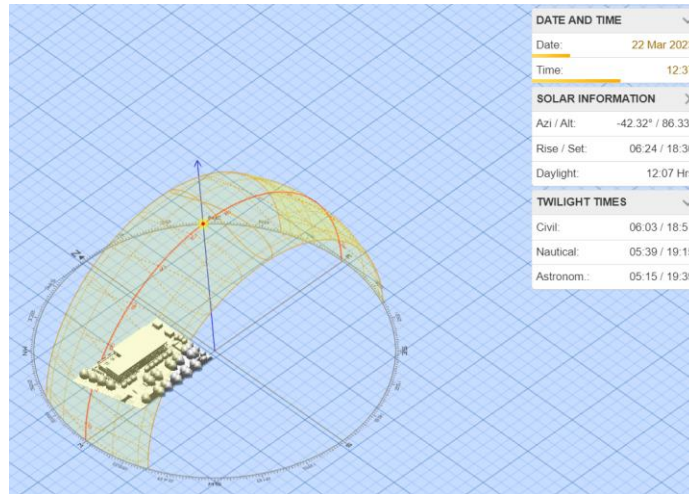 DATE AND TIME
Date: 22 Mar 202
Time: 12:3
SOLAR INFORMATION
Azi / Alt: -42.32° / 86.33
Rise / Set: 06:24 / 18:3
Daylight: 12:07 Hr
TWILIGHT TIMES
Civil: 06:03 / 18:5
Nautical: 05:39 / 19:1
Astronom.: 05:15 / 19:3